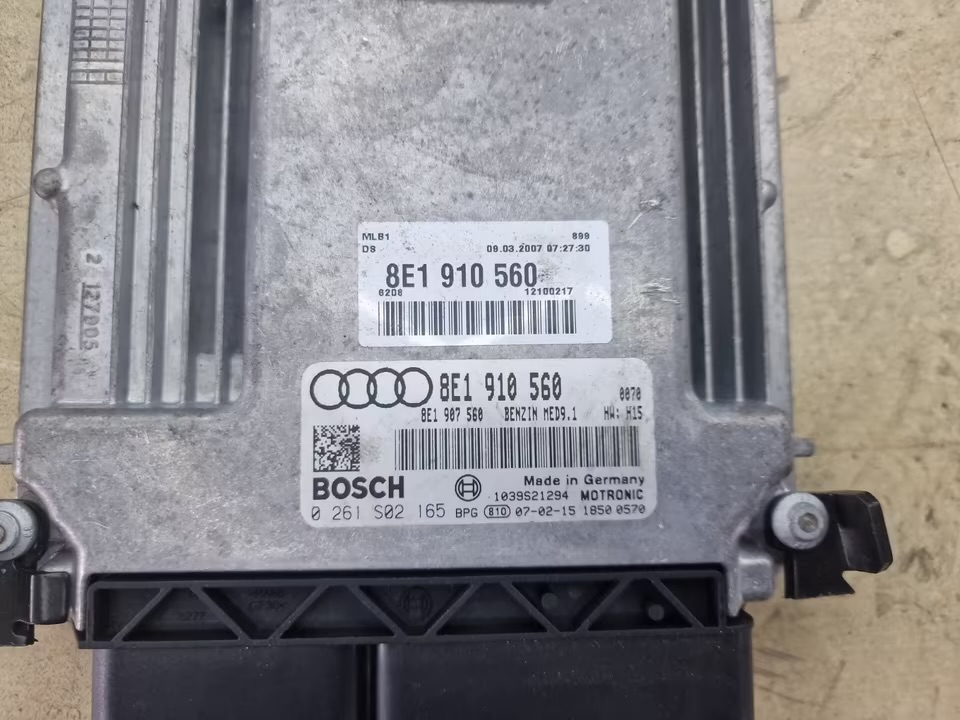 2 127005
MLB1 899
DS 09.03.2007 07:27:30
8E1 910 560
6208 12100217
8E1 910 560 0070
8E1 907 560 BENZIN MED9.1 HW: H15
BOSCH Made in Germany
1039S21294 MOTRONIC
0 261 S02 165 BPG 810 07-02-15 1850 0570